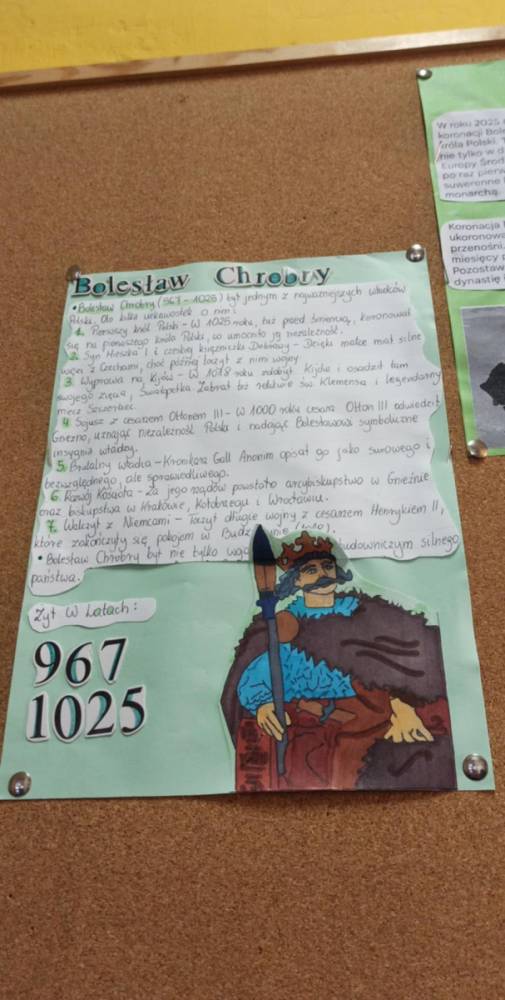 Bolesław Chrobry
• Bolesław Chrobry (967-1025) był jednym z najważniejszych władców
Polski. Oto kilka ciekawostek o nim:
1. Pierwszy król Polski - W 1025 roku, tuż przed śmiercią, koronował
się na pierwszego króla Polski, co umocniło jej niezależność.
2. Syn Mieszka I i czeskiej księżniczki Dobrawy - Dzięki matce miał silne
więzi z Czechami, choć później toczył z nimi wojny.
3. Wyprawa na Kijów - W 1018 roku zdobył Kijów i osadził tam
swojego zięcia, Świętopełka. Zabrał też relikwie św. Klemensa i legendarny
miecz Szczerbiec.
4. Sojusz z cesarzem Ottonem III - W 1000 roku cesarz Otton III odwiedził
Gniezno, uznając niezależność Polski i nadając Bolesławowi symboliczne
insygnia władzy.
5. Brutalny władca - Kronikarz Gall Anonim opisał go jako surowego i
bezwzględnego, ale sprawiedliwego.
6. Rozwój Kościoła - Za jego rządów powstało arcybiskupstwo w Gnieźnie
oraz biskupstwa w Krakowie, Kołobrzegu i Wrocławiu.
7. Walczył z Niemcami - Toczył długie wojny z cesarzem Henrykiem II,
które zakończyły się pokojem w
• Bolesław Chrobry był nie tylko budowniczym silnego
państwa.
Żył w latach:
967
1025
W roku 2025
koronacji
króla Polski.
nie tylko w
Europy
po raz
suwerenne
monarchą.
Koronacja
ukoronowa
przenośni.
miesięcy
Pozostaw
dynastię